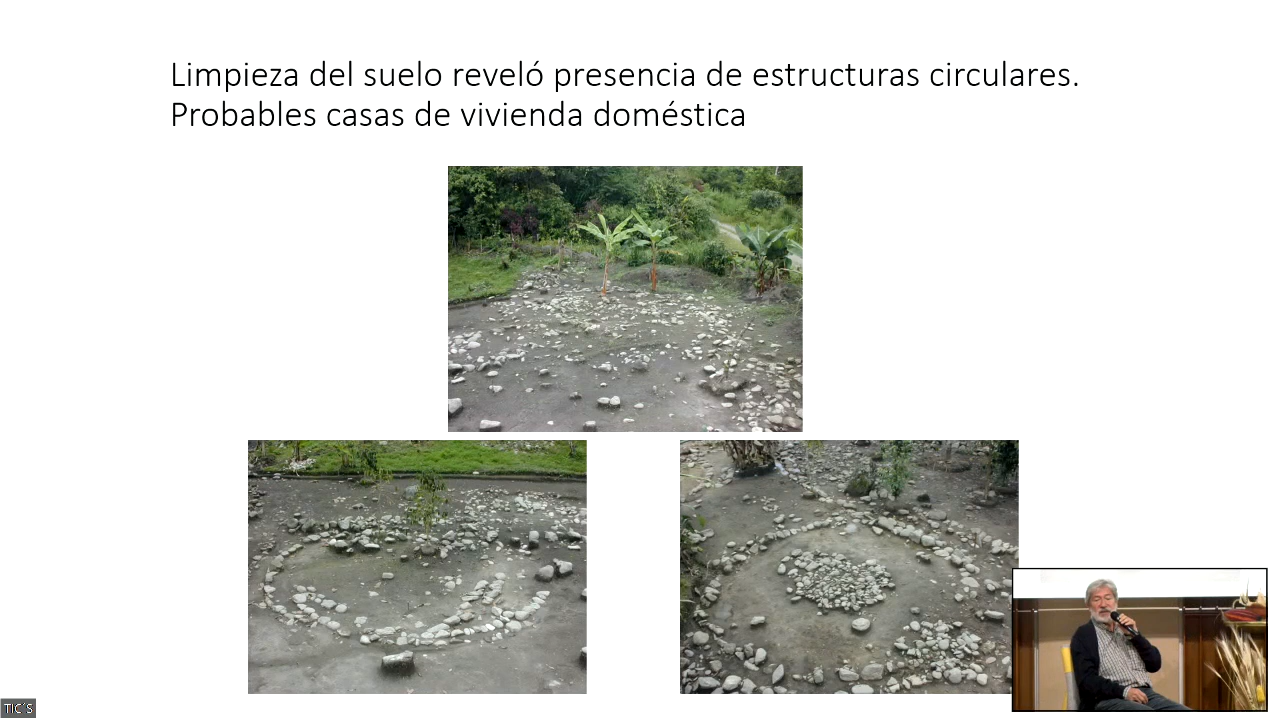 Limpieza del suelo reveló presencia de estructuras circulares.
Probables casas de vivienda doméstica
TIC´S